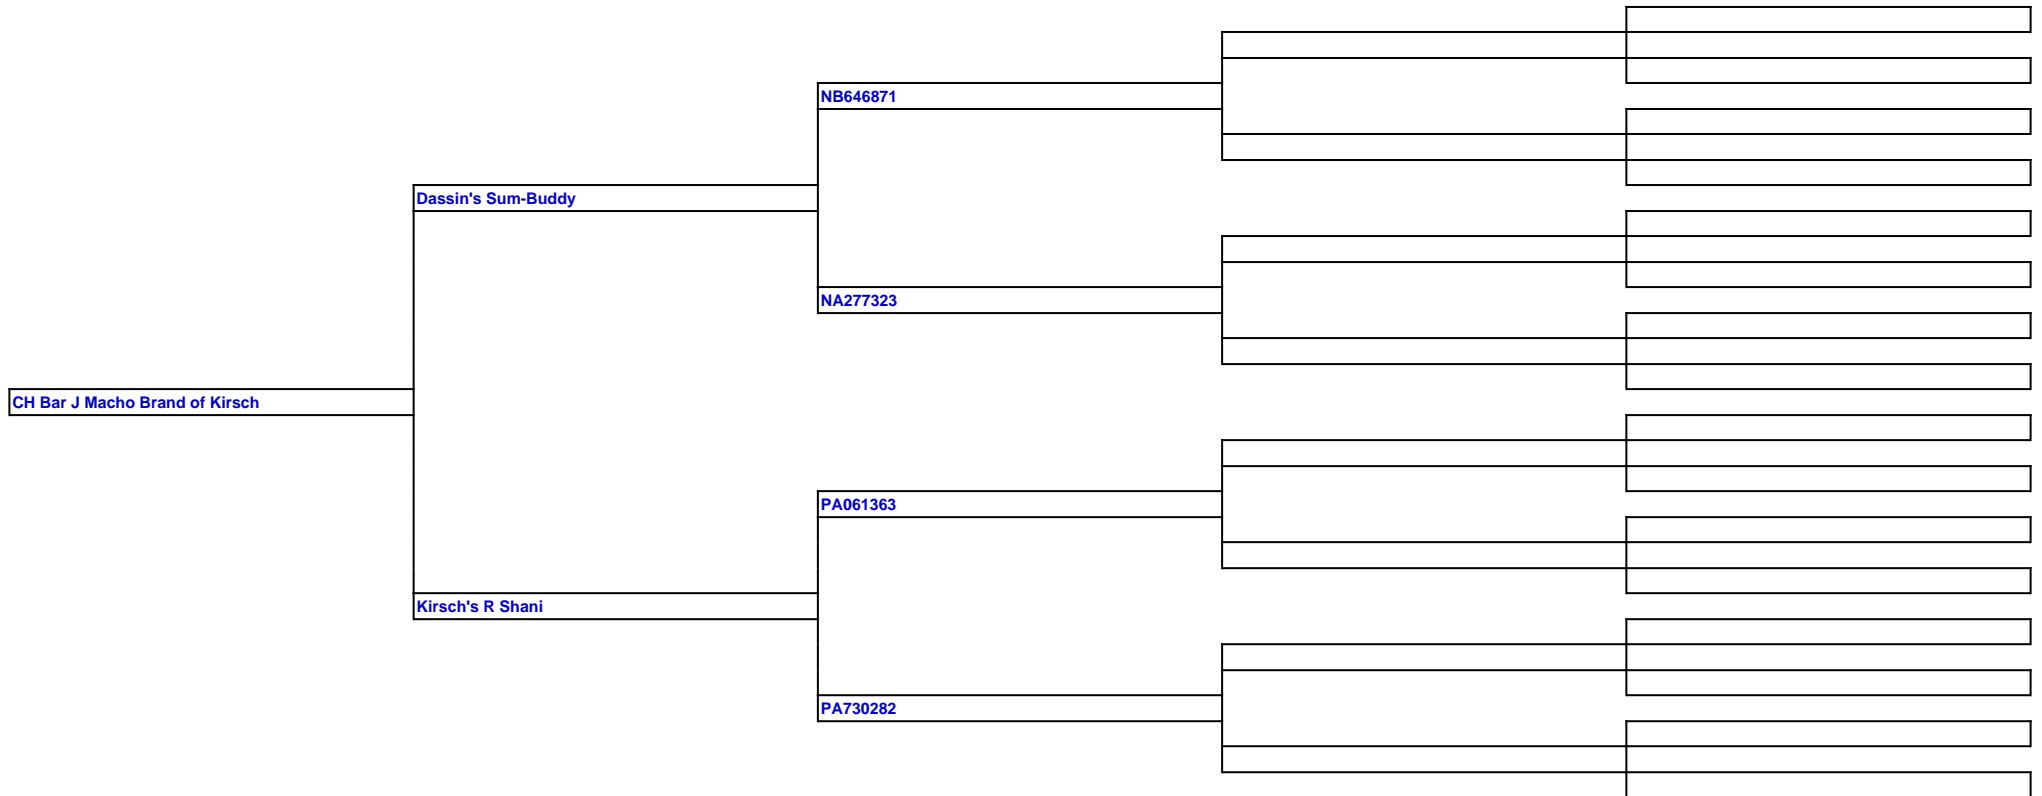 NB646871
Dassin's Sum-Buddy
NA277323
CH Bar J Macho Brand of Kirsch
PA061363
Kirsch's R Shani
PA730282